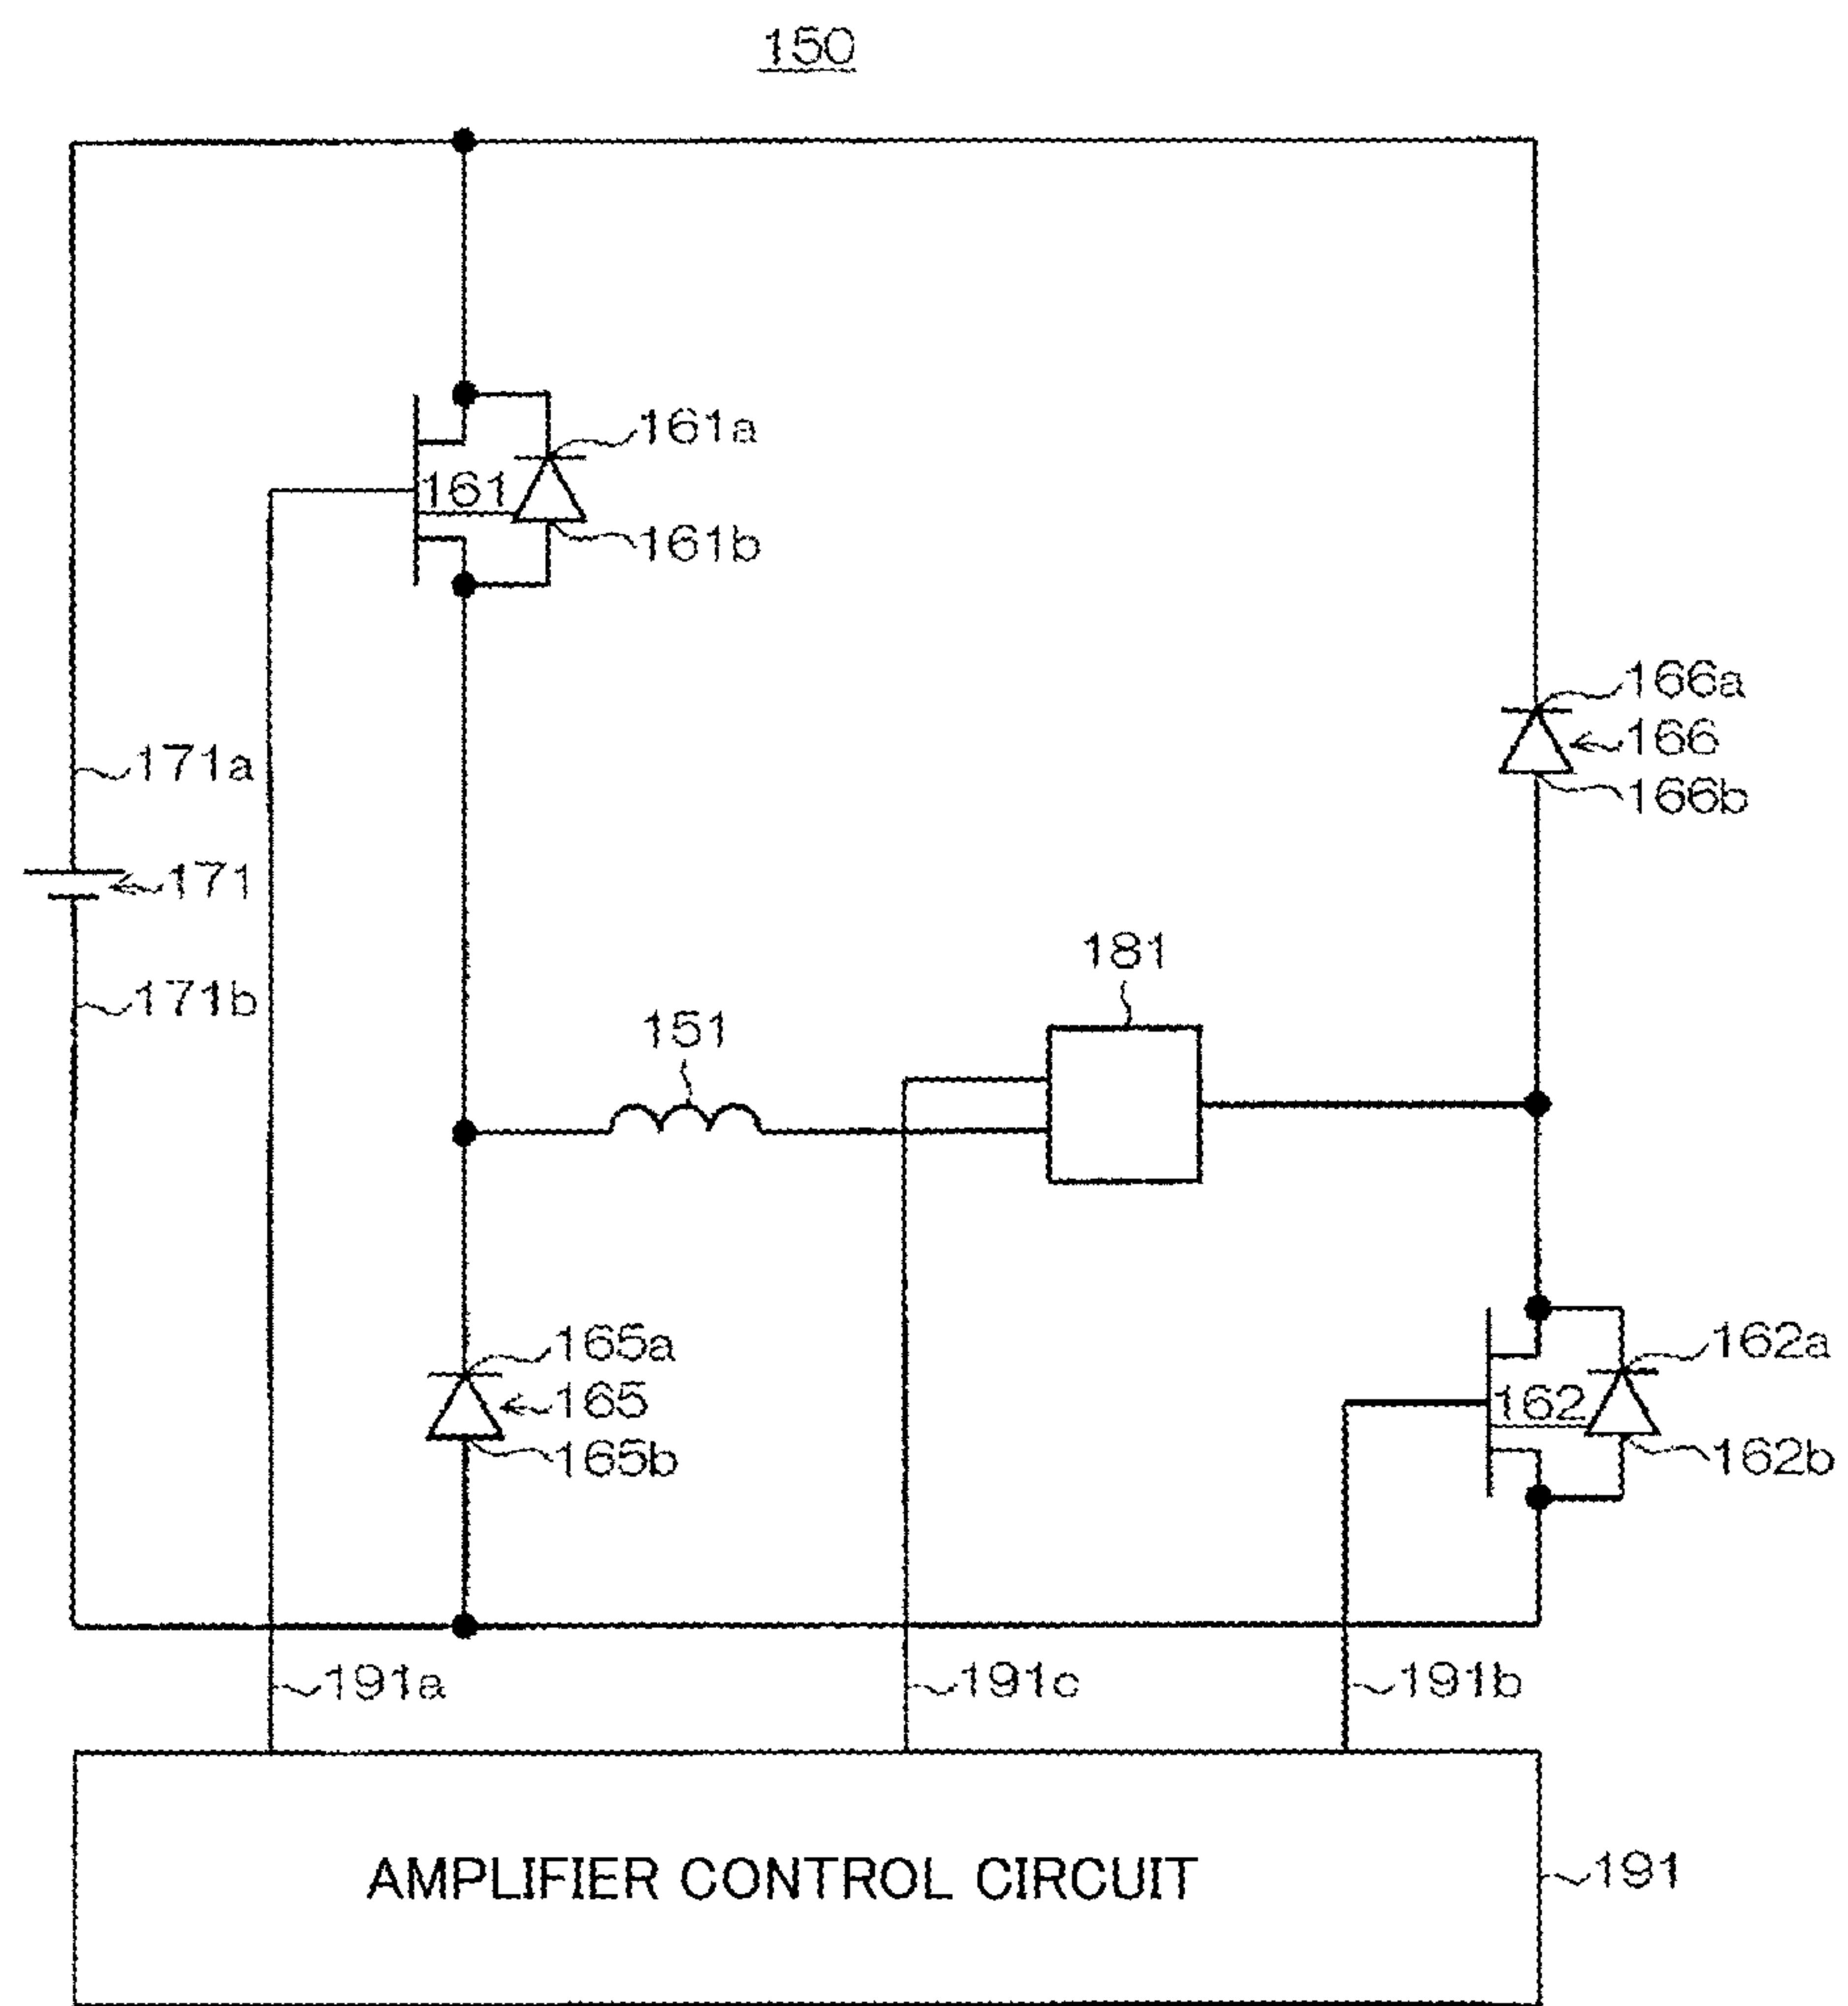 150
161a
161
161b
166a
166
166b
171a
171
171b
181
151
165a
165
165b
162a
162
162b
191a
191c
191b
AMPLIFIER CONTROL CIRCUIT
191